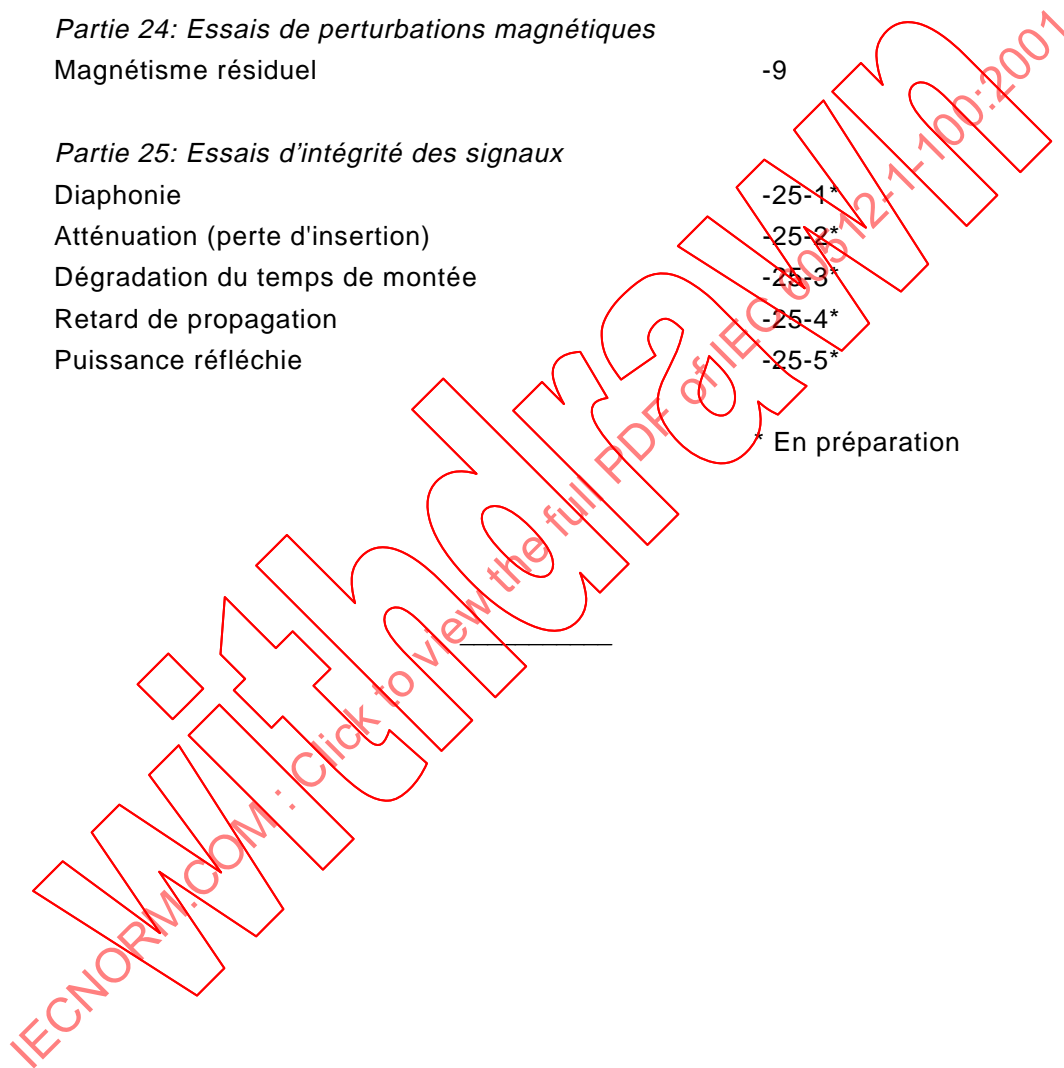 Partie 24: Essais de perturbations magnétiques
Magnétisme résiduel -9
Partie 25: Essais d'intégrité des signaux
Diaphonie -25-1*
Atténuation (perte d'insertion) -25-2*
Dégradation du temps de montée -25-3*
Retard de propagation -25-4*
Puissance réfléchie -25-5*
* En préparation
withdrawn
IECNORM.COM : Click to view the full PDF of IEC 60512-1-100:2001